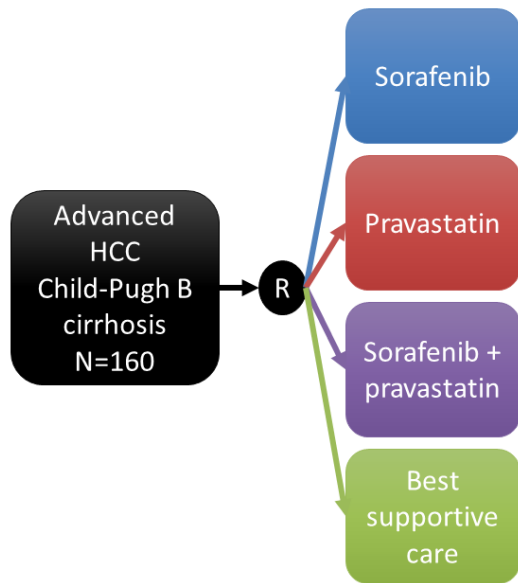 Advanced
HCC
Child-Pugh B
cirrhosis
N=160
R
Sorafenib
Pravastatin
Sorafenib +
pravastatin
Best
supportive
care